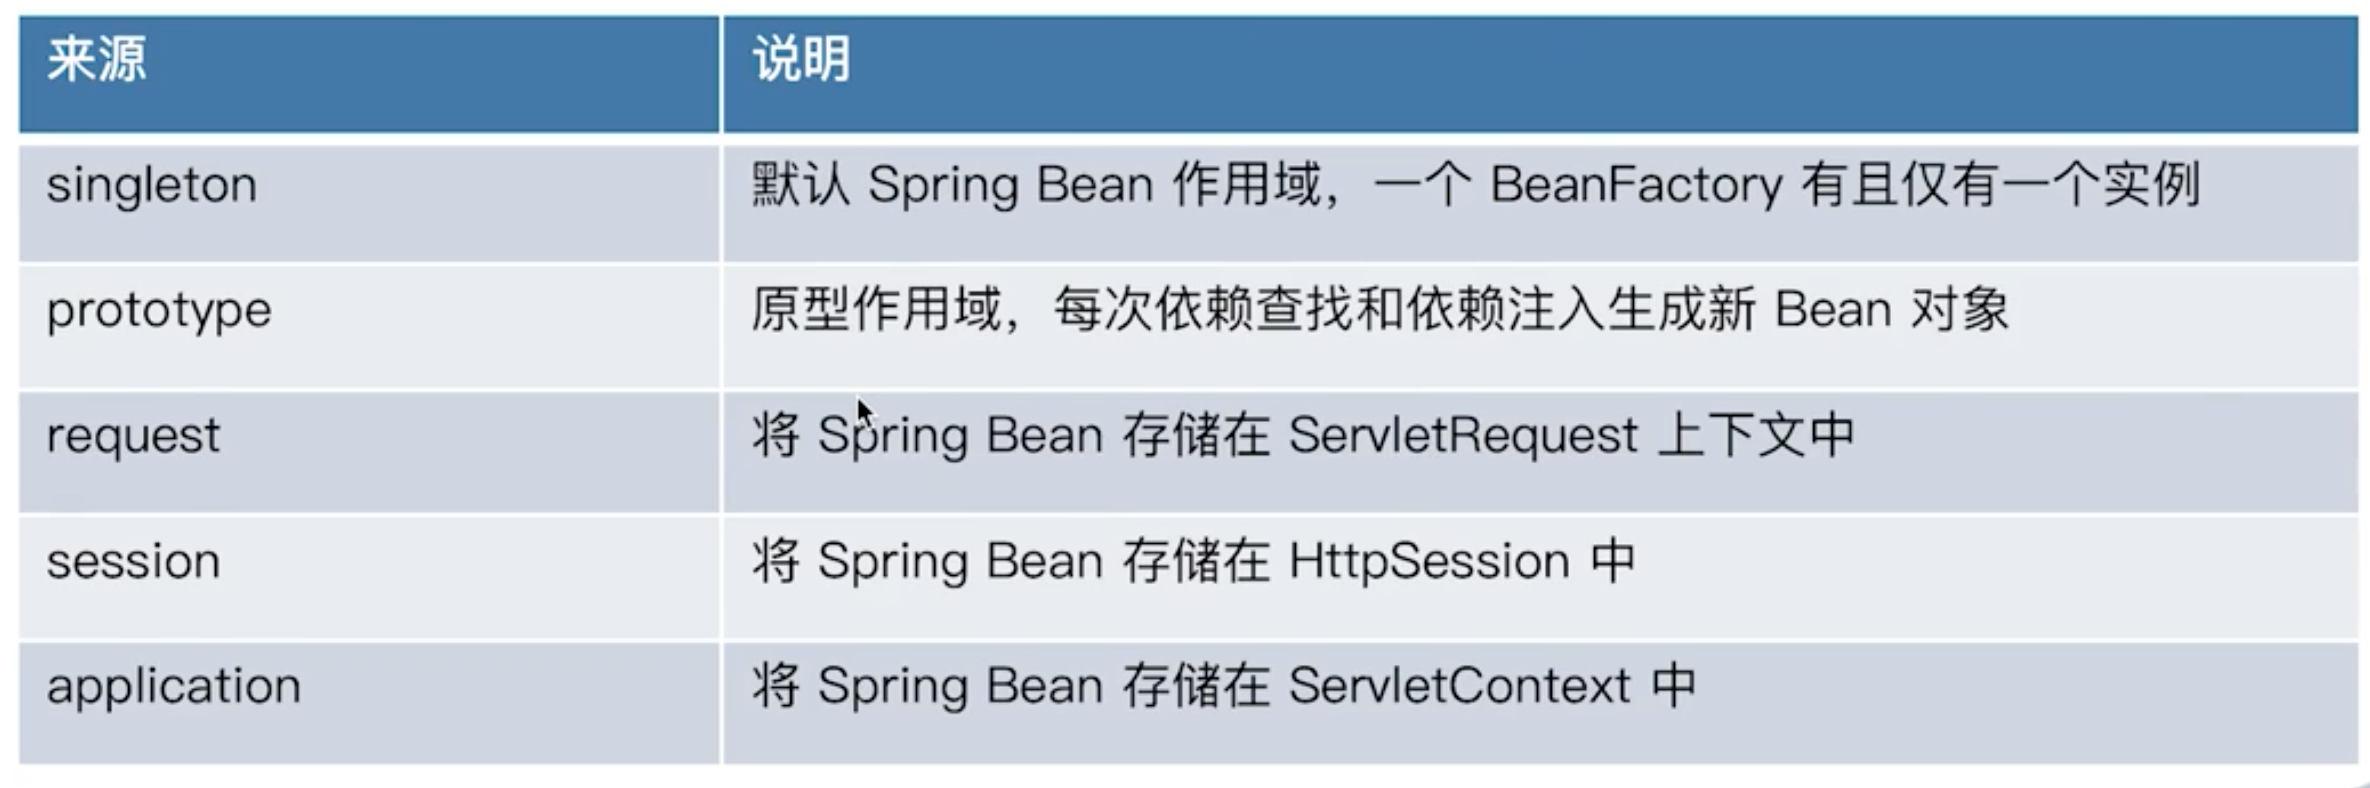 来源
说明
singleton
默认 Spring Bean 作用域，一个 BeanFactory 有且仅有一个实例
prototype
原型作用域，每次依赖查找和依赖注入生成新 Bean 对象
request
将 Spring Bean 存储在 ServletRequest 上下文中
session
将 Spring Bean 存储在 HttpSession 中
application
将 Spring Bean 存储在 ServletContext 中